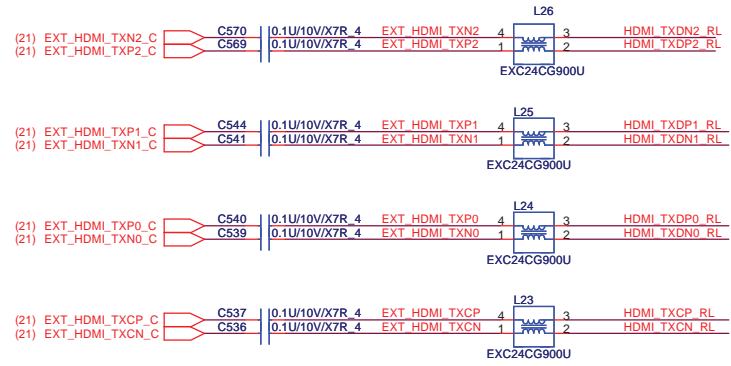 L26
(21) EXT_HDMI_TXN2_C C570 0.1U/10V/X7R_4 EXT_HDMI_TXN2 4 3 HDMI_TXDN2_RL
(21) EXT_HDMI_TXP2_C C569 0.1U/10V/X7R_4 EXT_HDMI_TXP2 1 2 HDMI_TXDP2_RL
EXC24CG900U
L25
(21) EXT_HDMI_TXP1_C C544 0.1U/10V/X7R_4 EXT_HDMI_TXP1 4 3 HDMI_TXDP1_RL
(21) EXT_HDMI_TXN1_C C541 0.1U/10V/X7R_4 EXT_HDMI_TXN1 1 2 HDMI_TXDN1_RL
EXC24CG900U
L24
(21) EXT_HDMI_TXP0_C C540 0.1U/10V/X7R_4 EXT_HDMI_TXP0 4 3 HDMI_TXDP0_RL
(21) EXT_HDMI_TXN0_C C539 0.1U/10V/X7R_4 EXT_HDMI_TXN0 1 2 HDMI_TXDN0_RL
EXC24CG900U
L23
(21) EXT_HDMI_TXCP_C C537 0.1U/10V/X7R_4 EXT_HDMI_TXCP 4 3 HDMI_TXCP_RL
(21) EXT_HDMI_TXCN_C C536 0.1U/10V/X7R_4 EXT_HDMI_TXCN 1 2 HDMI_TXCN_RL
EXC24CG900U